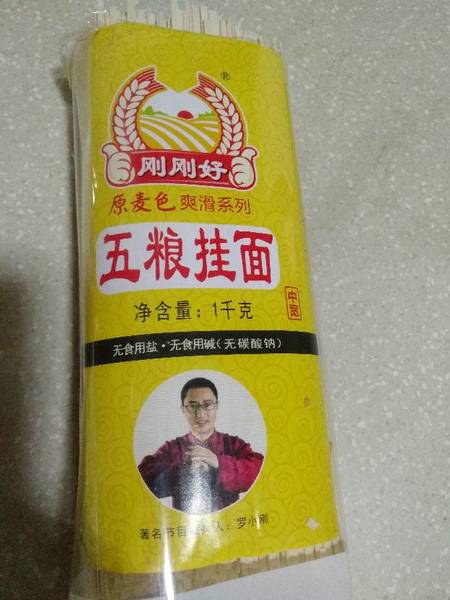 ®
刚刚好
原麦色爽滑系列
五粮挂面
净含量：1千克
中宽
无食用盐·无食用碱（无碳酸钠）
著名节目主持人：罗小刚